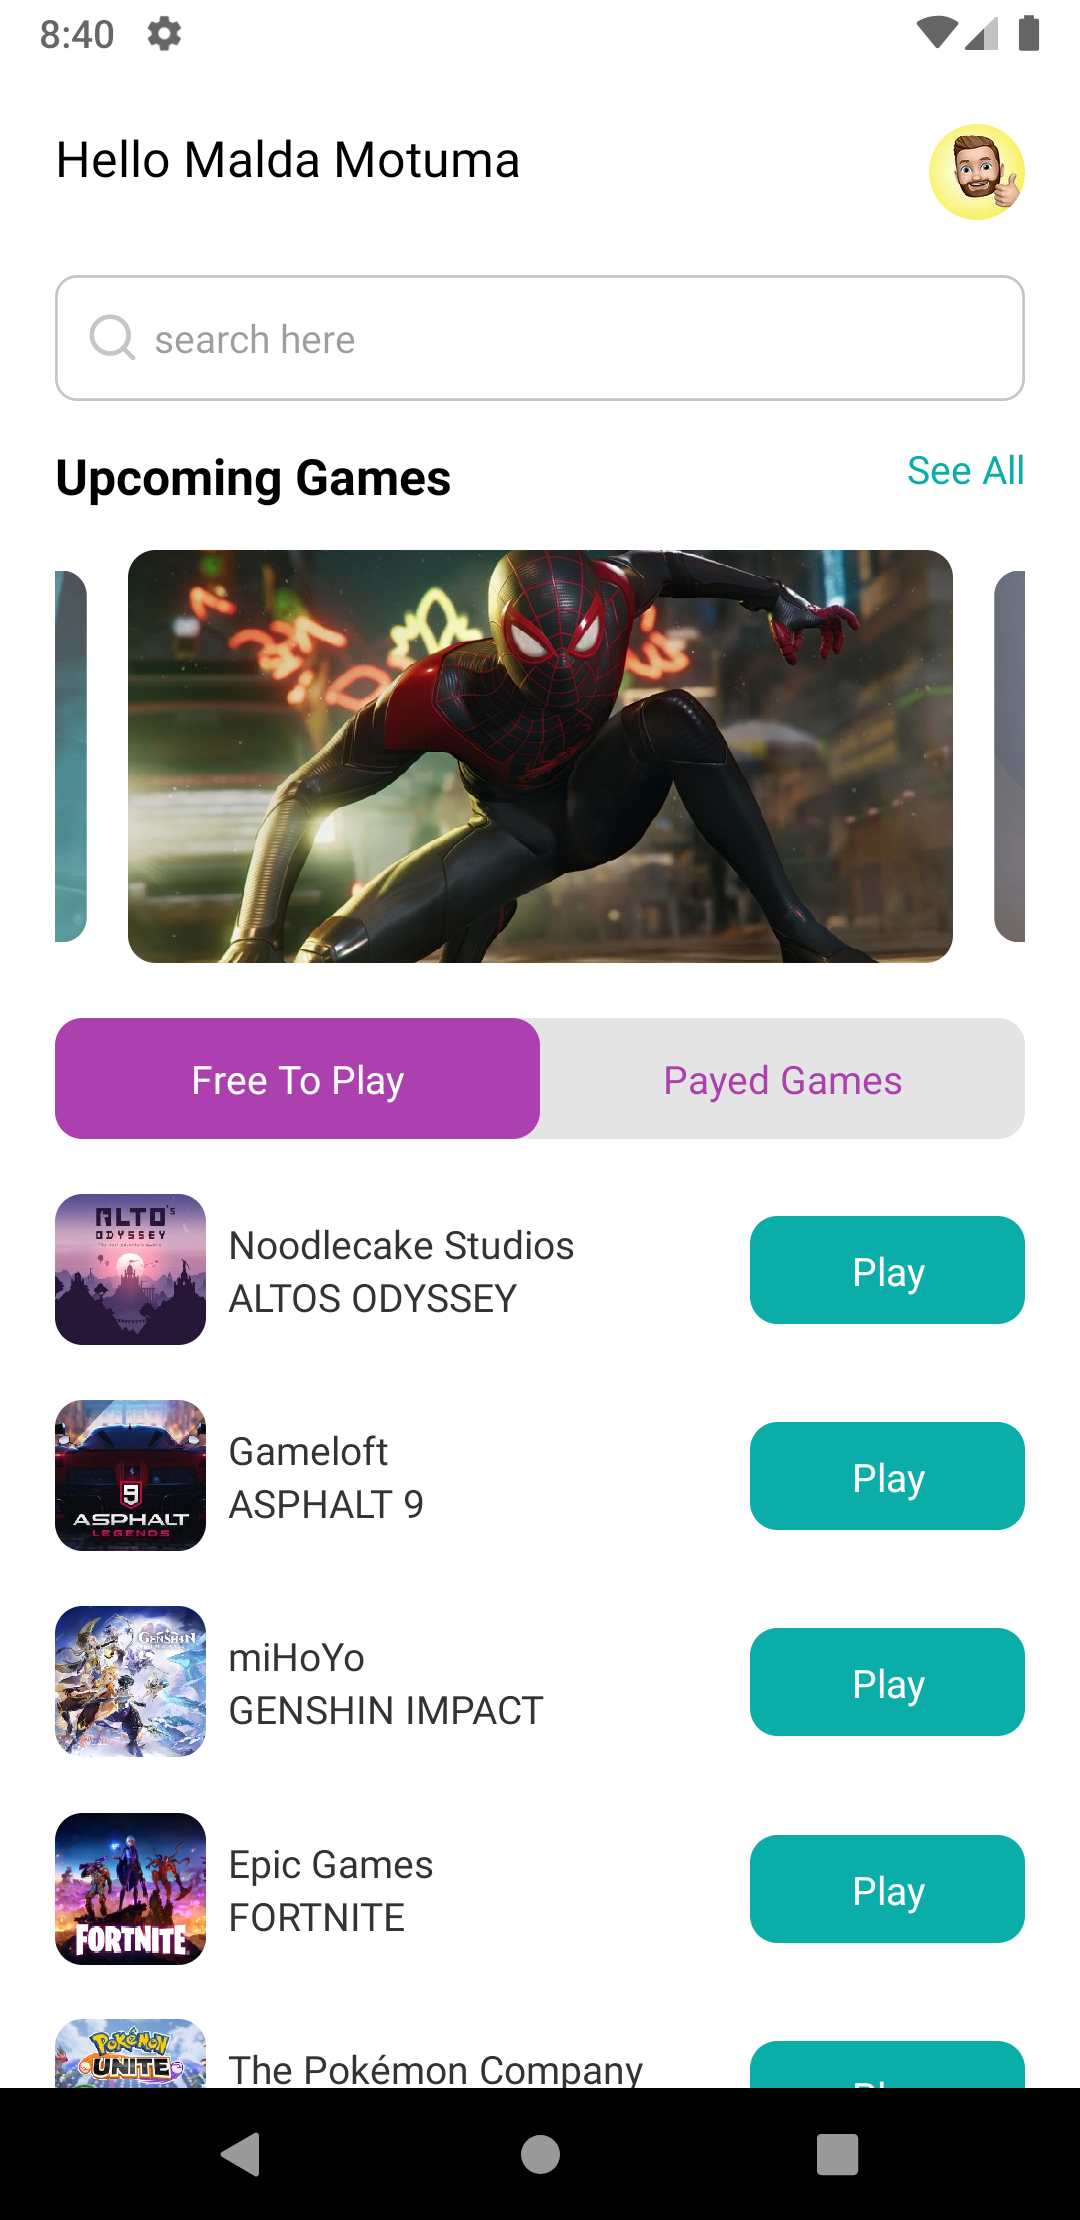 8:40
Hello Malda Motuma
search here
Upcoming Games
See All
Free To Play
Payed Games
ALTO'S
ODYSSEY
Noodlecake Studios
ALTOS ODYSSEY
Play
9
ASPHALT
LEGENDS
Gameloft
ASPHALT 9
Play
GENSHIN
miHoYo
GENSHIN IMPACT
Play
FORTNITE
Epic Games
FORTNITE
Play
POKÉMON
UNITE
The Pokémon Company